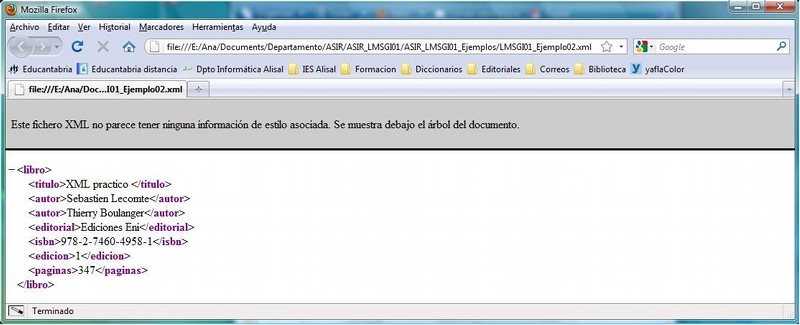 Mozilla Firefox
Archivo Editar Ver Historial Marcadores Herramientas Ayuda
file:///E:/Ana/Documents/Departamento/ASIR/ASIR_LMSGI01/ASIR_LMSGI01_Ejemplos/LMSGI01_Ejemplo02.xml Google
Educantabria Educantabria distancia Dpto Informática Alisal IES Alisal Formacion Diccionarios Editoriales Correos Biblioteca yaflaColor
file:///E:/Ana/Doc...I01_Ejemplo02.xml
Este fichero XML no parece tener ninguna información de estilo asociada. Se muestra debajo el árbol del documento.
−<libro>
<titulo>XML practico </titulo>
<autor>Sebastien Lecomte</autor>
<autor>Thierry Boulanger</autor>
<editorial>Ediciones Eni</editorial>
<isbn>978-2-7460-4958-1</isbn>
<edicion>1</edicion>
<paginas>347</paginas>
</libro>
Terminado